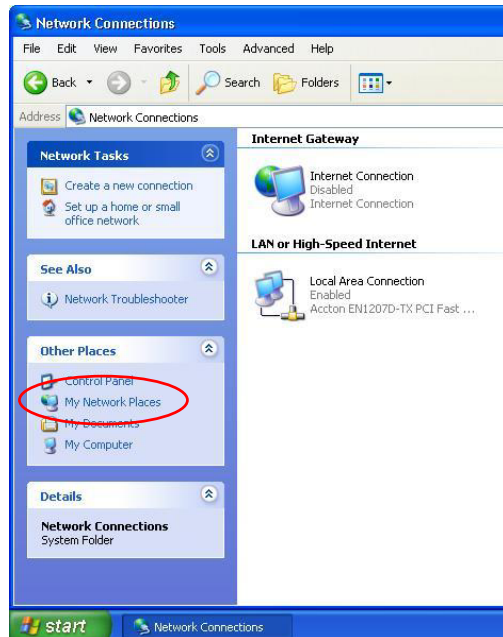 Network Connections
File Edit View Favorites Tools Advanced Help
Back Search Folders
Address Network Connections
Network Tasks
Create a new connection
Set up a home or small
office network
See Also
Network Troubleshooter
Other Places
Control Panel
My Network Places
My Documents
My Computer
Details
Network Connections
System Folder
Internet Gateway
Internet Connection
Disabled
Internet Connection
LAN or High-Speed Internet
Local Area Connection
Enabled
Accton EN1207D-TX PCI Fast ...
start Network Connections